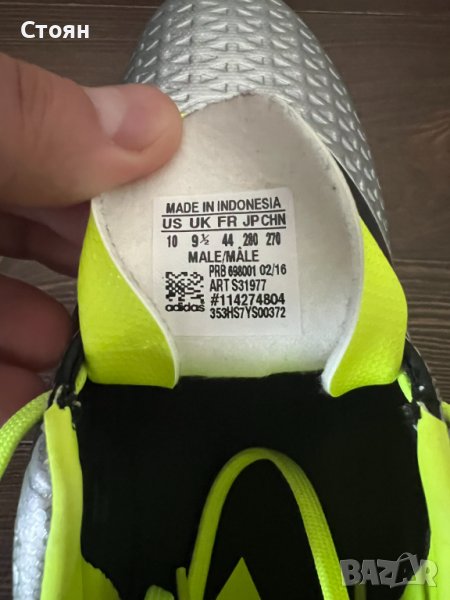 Стоян
MADE IN INDONESIA
US UK FR JP CHN
10 9½ 44 280 270
MALE/MÂLE
PRB 698001 02/16
ART S31977
#114274804
adidas 353HS7YS00372
bazar